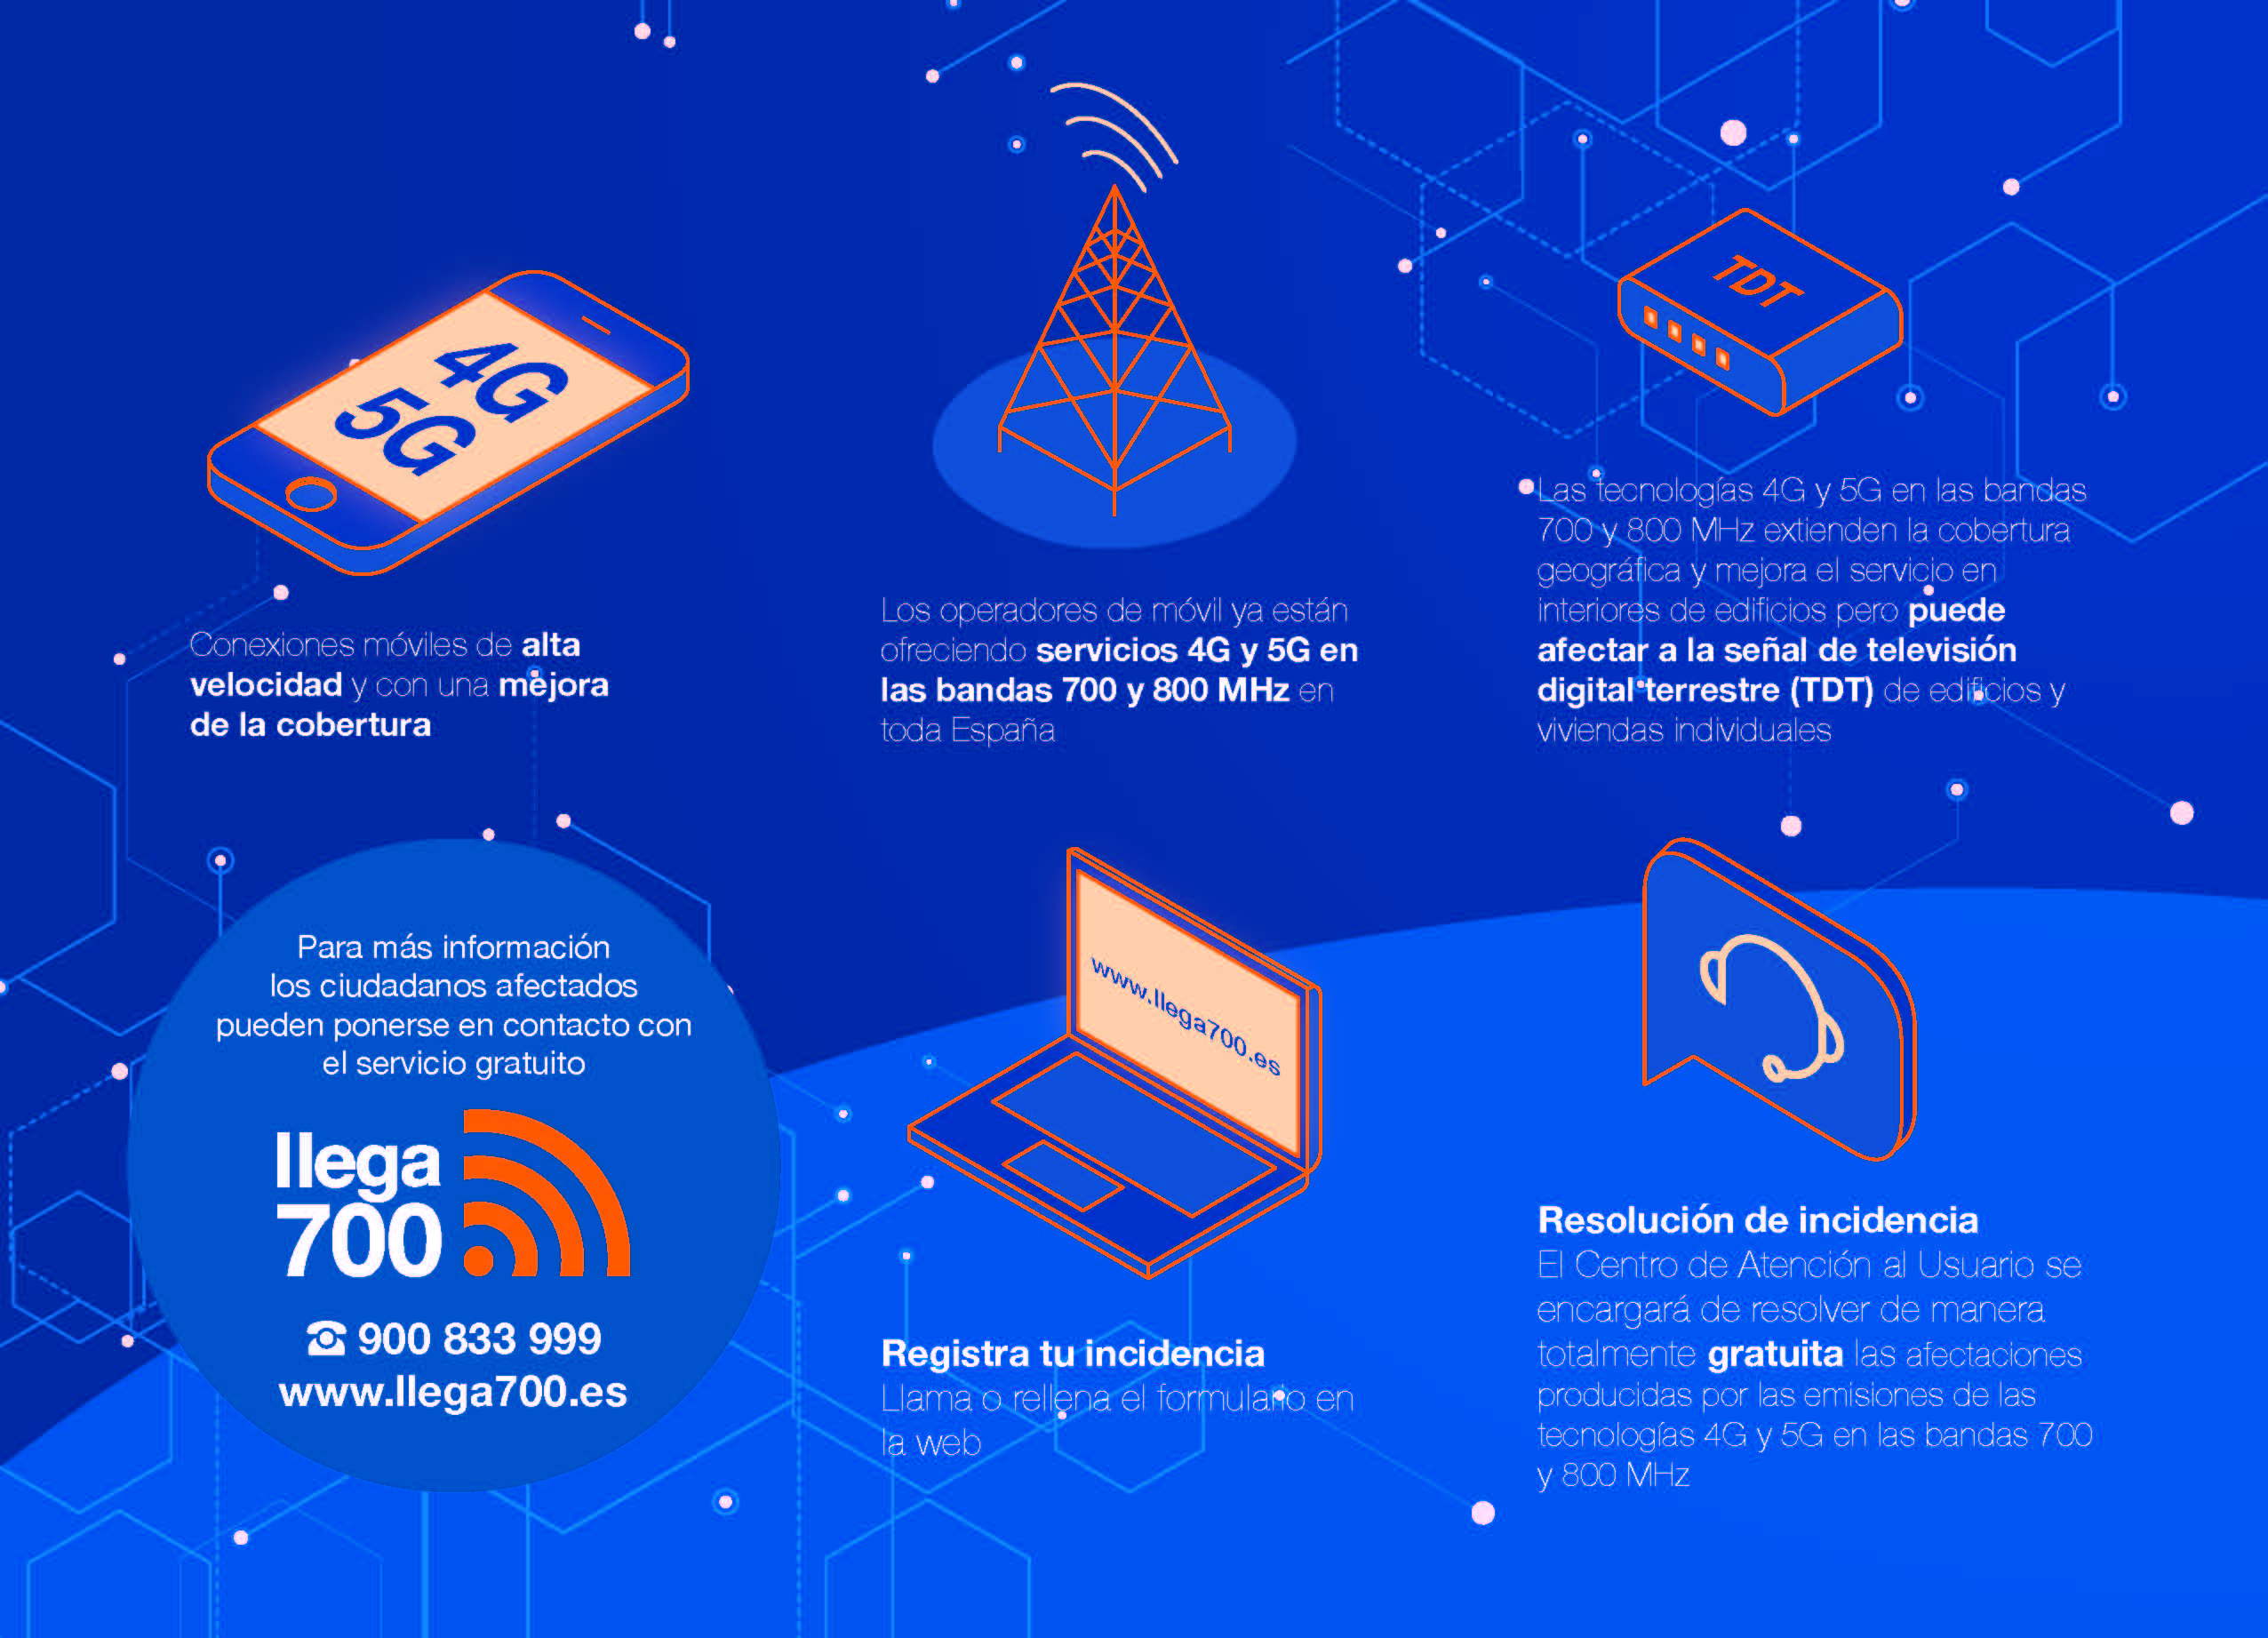 4G
5G
Conexiones móviles de alta
velocidad y con una mejora
de la cobertura
Los operadores de móvil ya están
ofreciendo servicios 4G y 5G en
las bandas 700 y 800 MHz en
toda España
TDT
Las tecnologías 4G y 5G en las bandas
700 y 800 MHz extienden la cobertura
geográfica y mejora el servicio en
interiores de edificios pero puede
afectar a la señal de televisión
digital terrestre (TDT) de edificios y
viviendas individuales
Para más información
los ciudadanos afectados
pueden ponerse en contacto con
el servicio gratuito
llega
700
☎ 900 833 999
www.llega700.es
www.llega700.es
Registra tu incidencia
Llama o rellena el formulario en
la web
Resolución de incidencia
El Centro de Atención al Usuario se
encargará de resolver de manera
totalmente gratuita las afectaciones
producidas por las emisiones de las
tecnologías 4G y 5G en las bandas 700
y 800 MHz